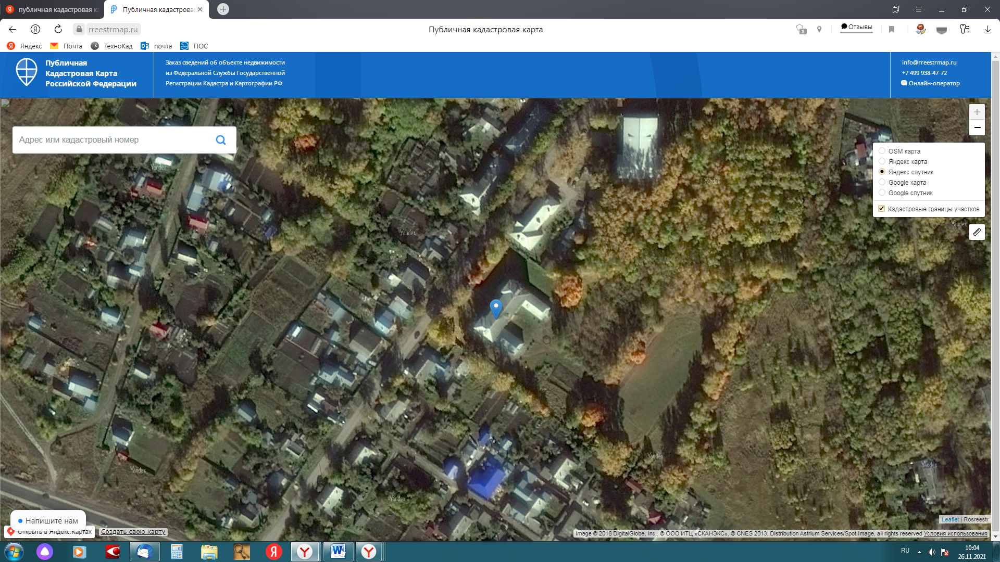 публичная кадастровая к
Публичная кадастрова
rreestrmap.ru
Публичная кадастровая карта
1
Отзывы
Яндекс
Почта
ТехноКад
почта
ПОС
Публичная
Кадастровая Карта
Российской Федерации
Заказ сведений об объекте недвижимости
из Федеральной Службы Государственной
Регистрации Кадастра и Картографии РФ
info@rreestrmap.ru
+7 499 938-47-72
Онлайн-оператор
Адрес или кадастровый номер
+
−
OSM карта
Яндекс карта
Яндекс спутник
Google карта
Google спутник
Кадастровые границы участков
Yandex
Yandex
Yandex
Yandex
Yandex
Yandex
Yandex
Yandex
Напишите нам
Открыть в Яндекс.Картах
Создать свою карту
Leaflet | Rosreestr
Image © 2018 DigitalGlobe, Inc., © ООО ИТЦ «СКАНЭКС», © CNES 2013, Distribution Astrium Services/Spot Image, all rights reserved Условия использования
RU
10:04
26.11.2021